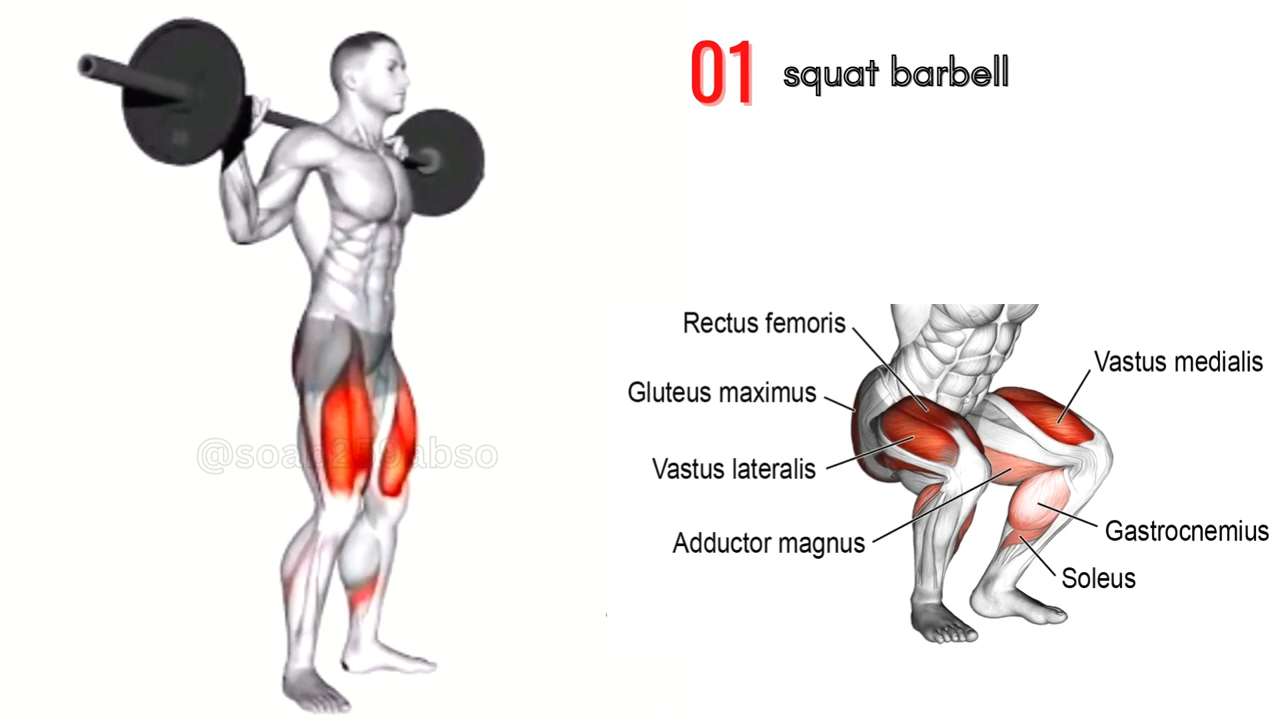 01 squat barbell
Rectus femoris
Vastus medialis
Gluteus maximus
Vastus lateralis
Adductor magnus
Gastrocnemius
Soleus